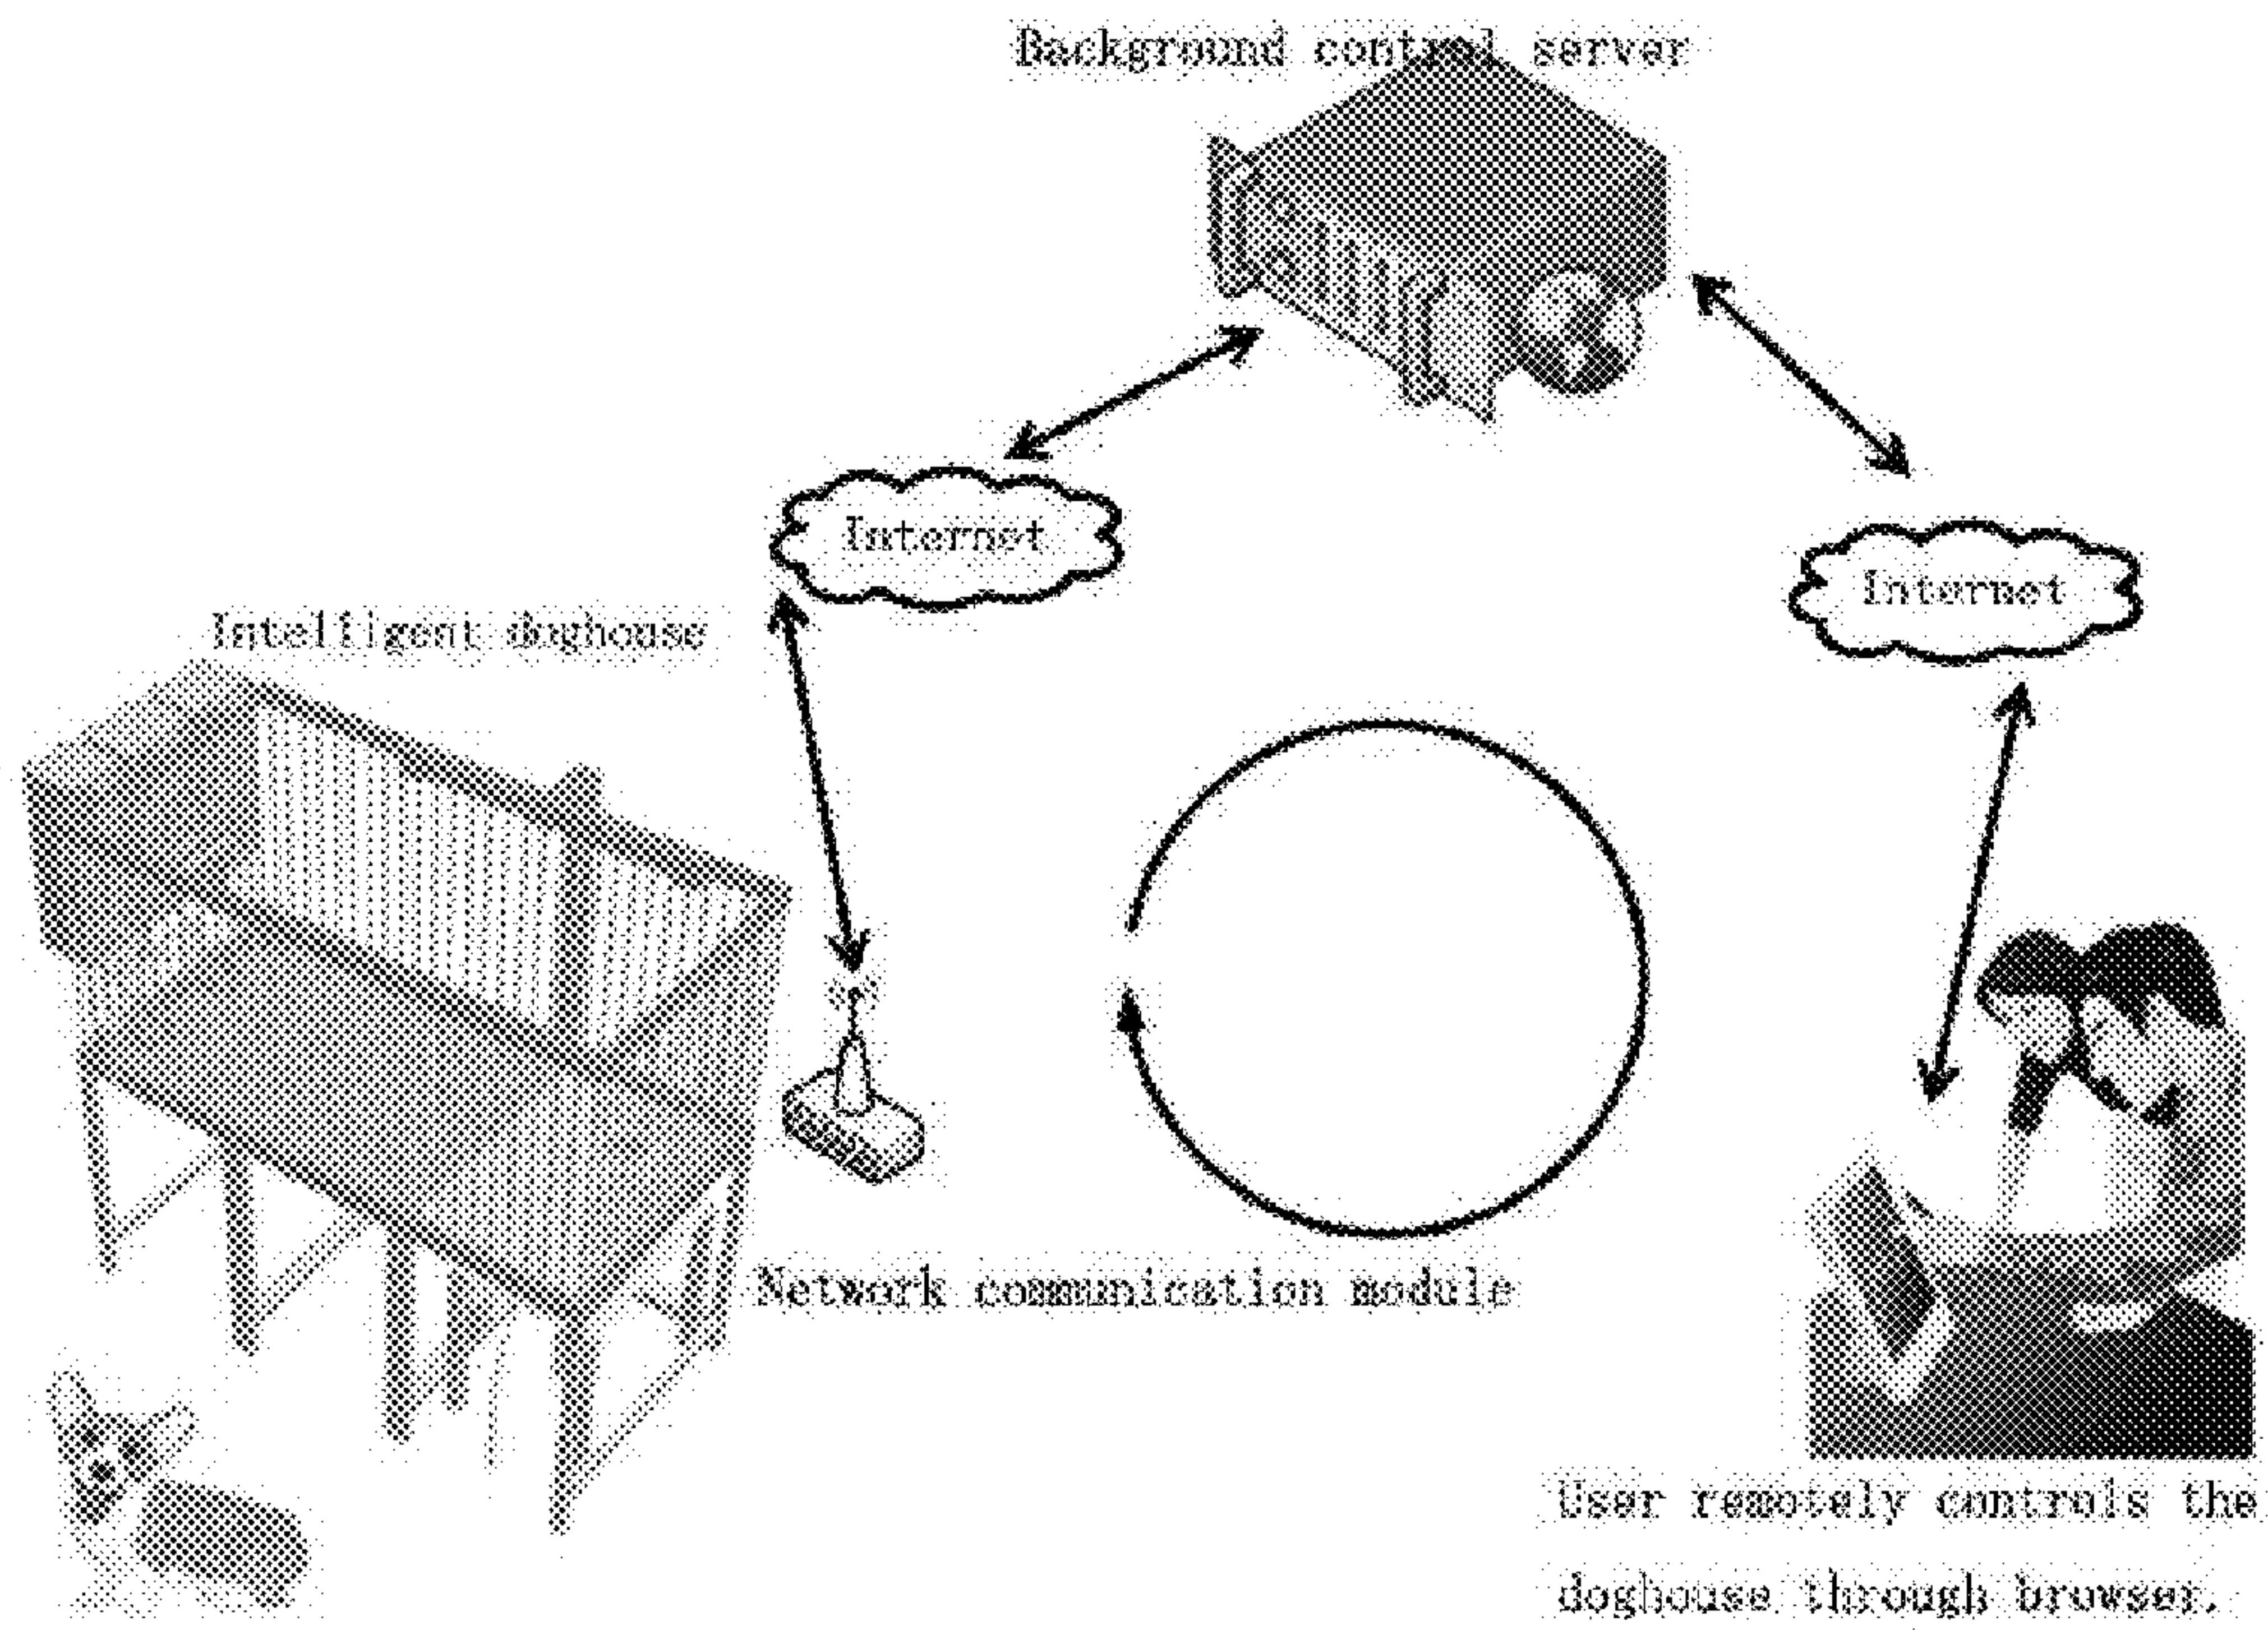 Background control server
Internet
Internet
Intelligent doghouse
Network communication module
User remotely controls the
doghouse through browser.